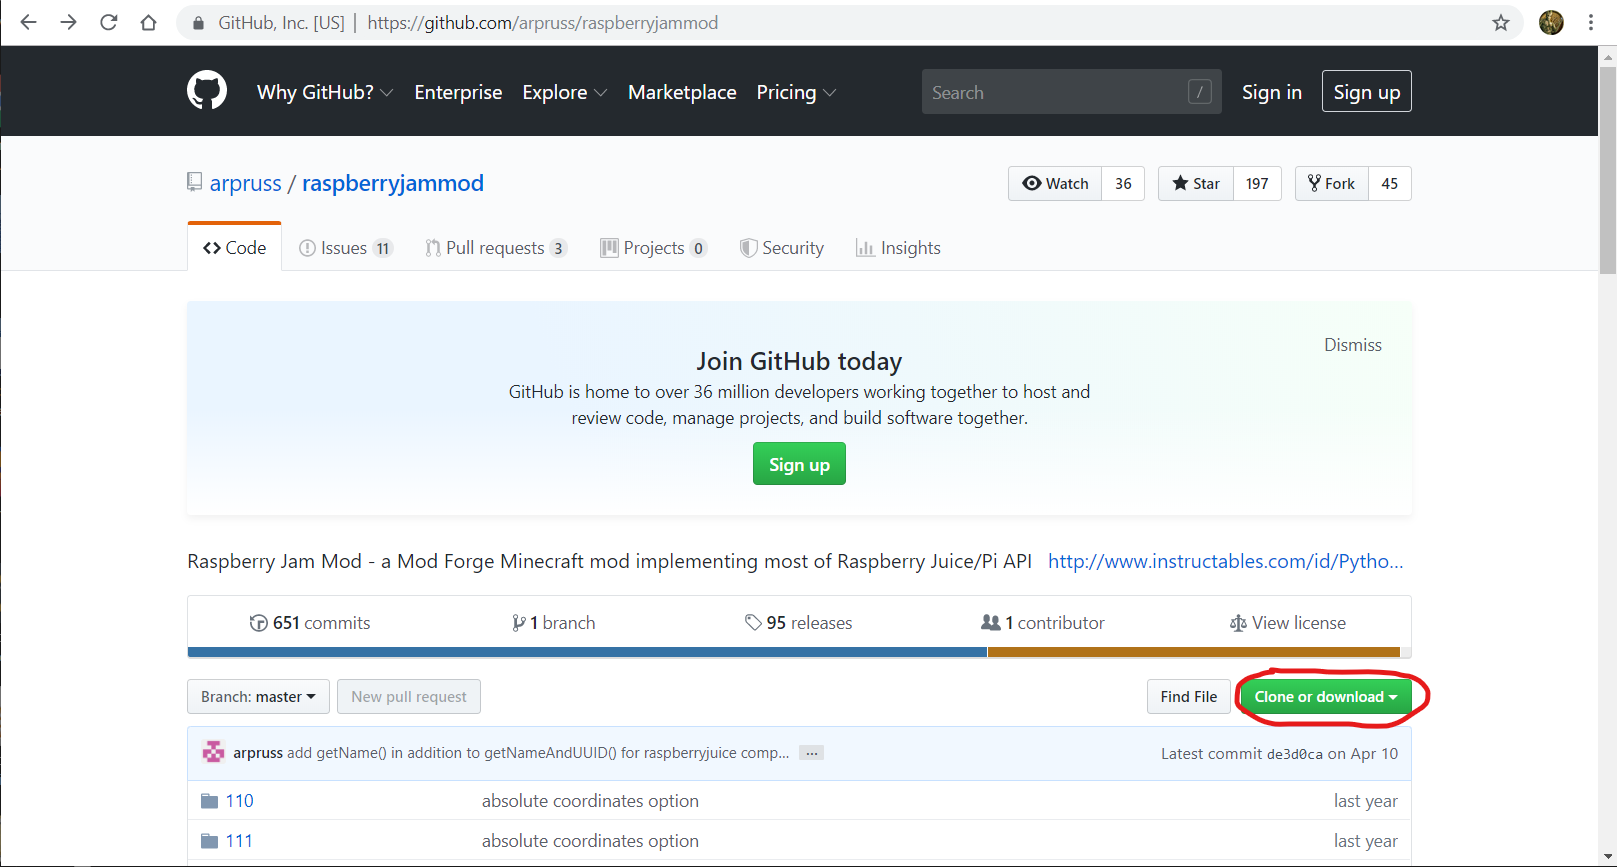 GitHub, Inc. [US] | https://github.com/arpruss/raspberryjammod
Why GitHub? Enterprise Explore Marketplace Pricing Search / Sign in Sign up
arpruss / raspberryjammod Watch 36 Star 197 Fork 45
Code Issues 11 Pull requests 3 Projects 0 Security Insights
Dismiss
Join GitHub today
GitHub is home to over 36 million developers working together to host and
review code, manage projects, and build software together.
Sign up
Raspberry Jam Mod - a Mod Forge Minecraft mod implementing most of Raspberry Juice/Pi API http://www.instructables.com/id/Pytho...
651 commits 1 branch 95 releases 1 contributor View license
Branch: master New pull request Find File Clone or download
arpruss add getName() in addition to getNameAndUUID() for raspberryjuice comp... ... Latest commit de3d0ca on Apr 10
110 absolute coordinates option last year
111 absolute coordinates option last year